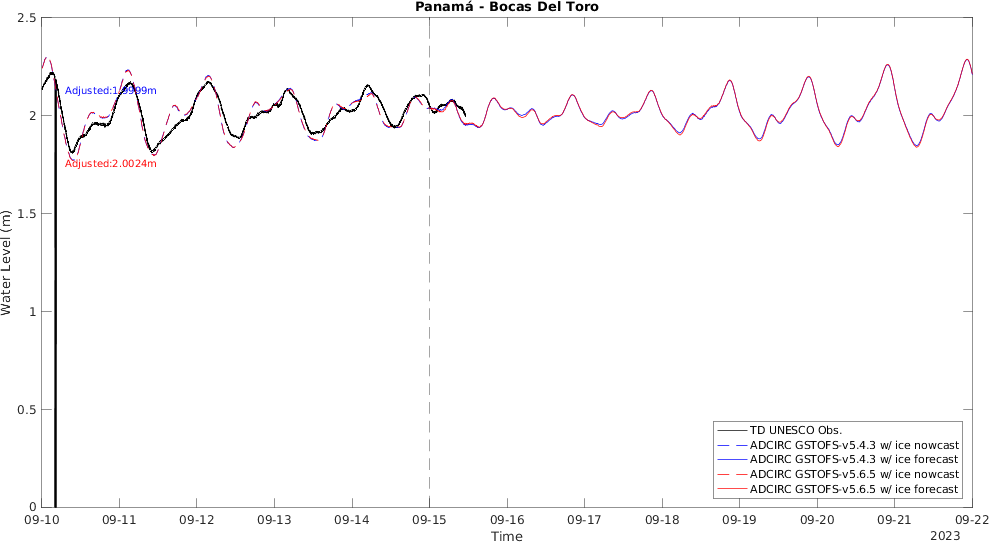 Panamá - Bocas Del Toro
Water Level (m)
2.5
2
1.5
1
0.5
0
Adjusted:1.9999m
Adjusted:2.0024m
TD UNESCO Obs.
ADCIRC GSTOFS-v5.4.3 w/ ice nowcast
ADCIRC GSTOFS-v5.4.3 w/ ice forecast
ADCIRC GSTOFS-v5.6.5 w/ ice nowcast
ADCIRC GSTOFS-v5.6.5 w/ ice forecast
09-10 09-11 09-12 09-13 09-14 09-15 09-16 09-17 09-18 09-19 09-20 09-21 09-22
Time
2023